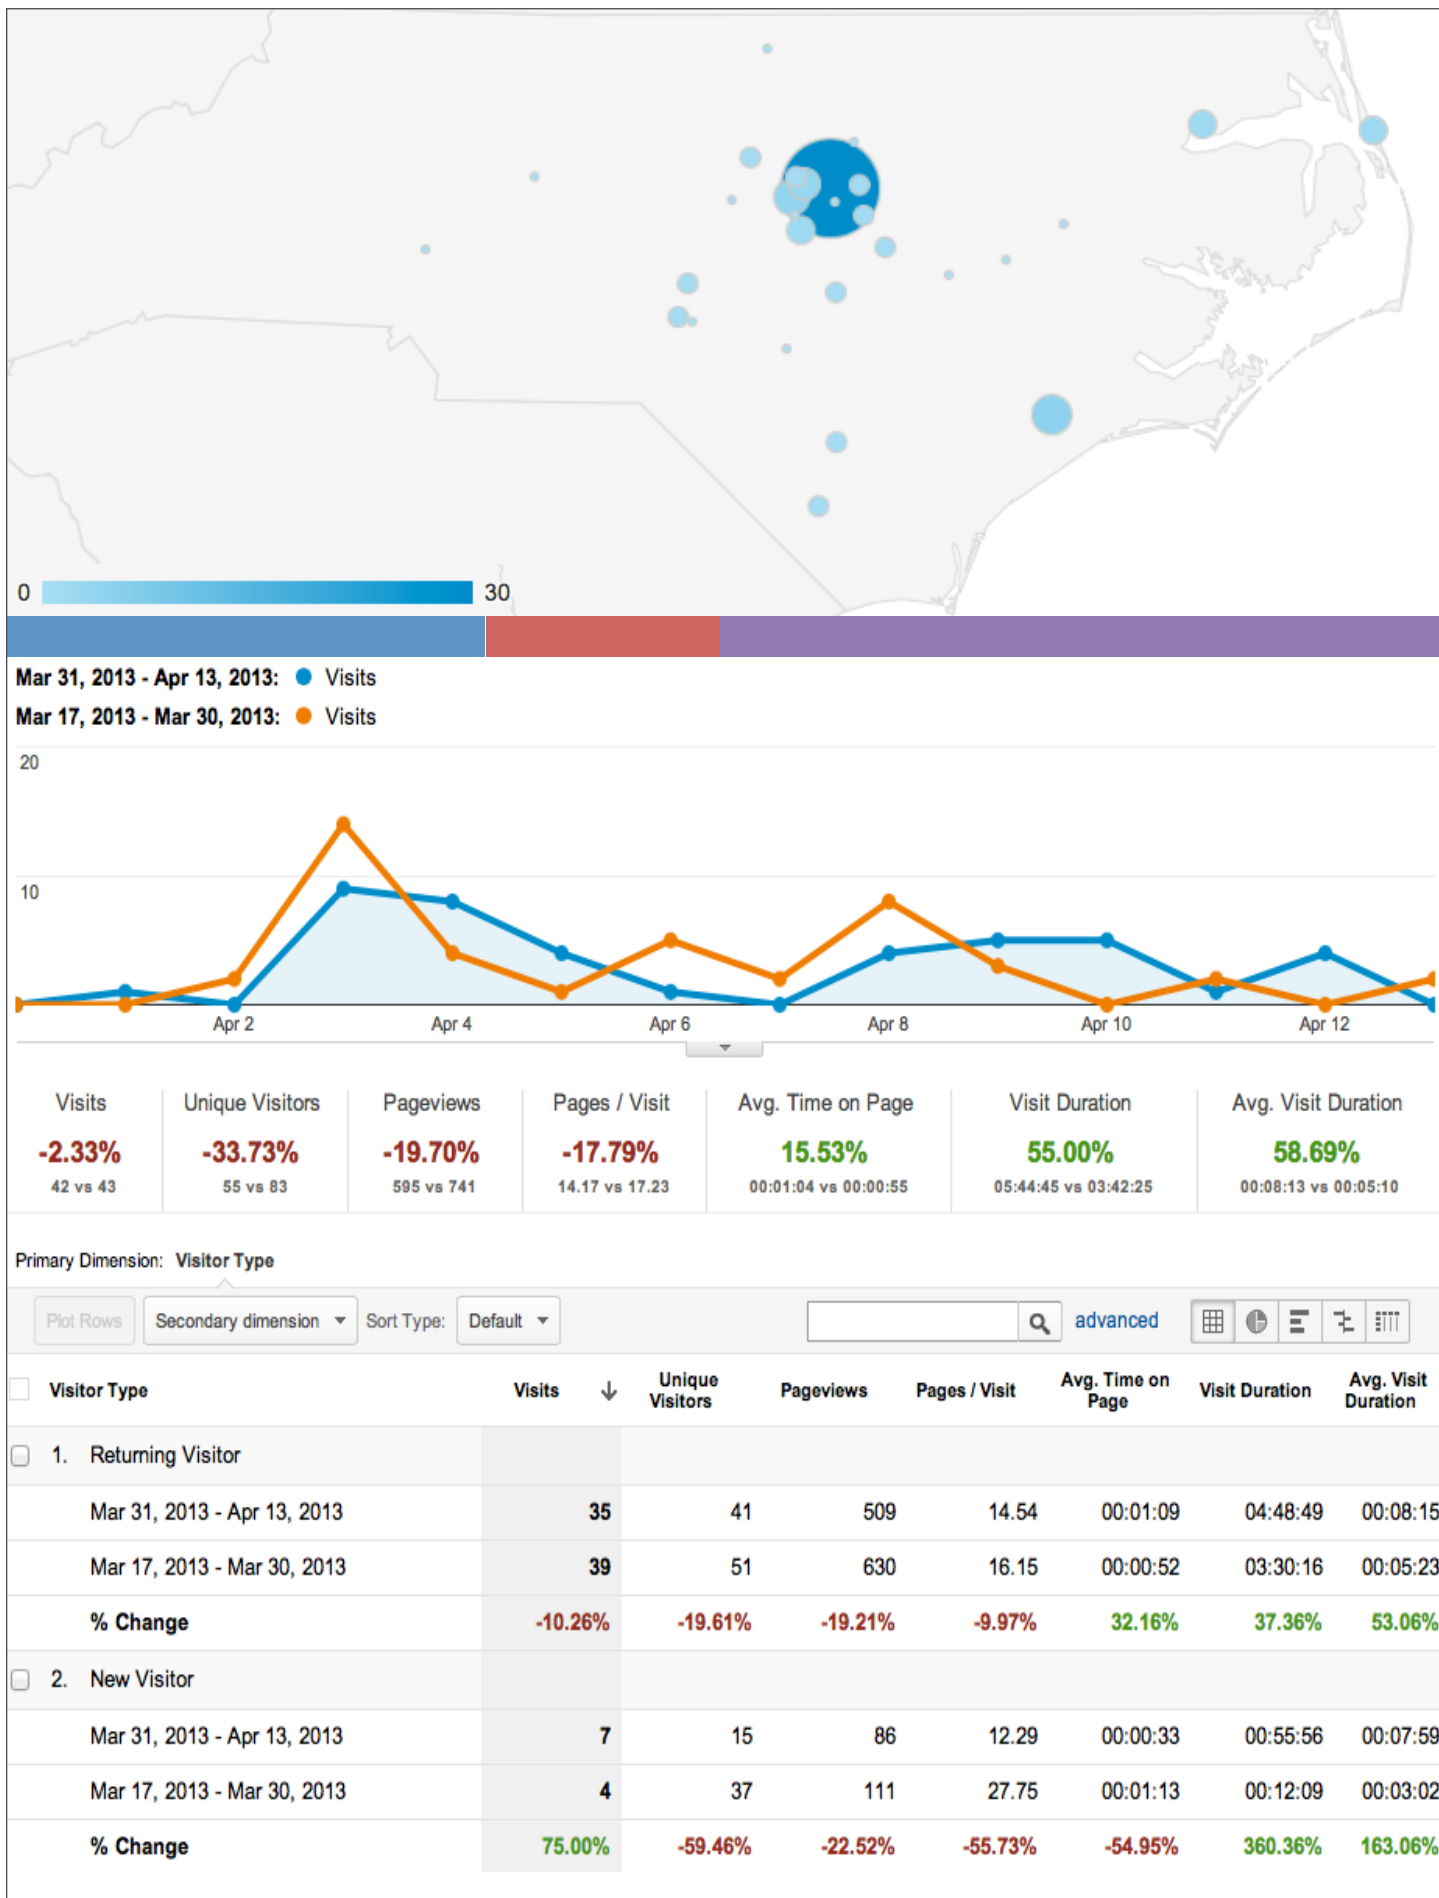 0 30
Mar 31, 2013 - Apr 13, 2013: Visits
Mar 17, 2013 - Mar 30, 2013: Visits
20
10
Apr 2 Apr 4 Apr 6 Apr 8 Apr 10 Apr 12
Visits Unique Visitors Pageviews Pages / Visit Avg. Time on Page Visit Duration Avg. Visit Duration
-2.33% -33.73% -19.70% -17.79% 15.53% 55.00% 58.69%
42 vs 43 55 vs 83 595 vs 741 14.17 vs 17.23 00:01:04 vs 00:00:55 05:44:45 vs 03:42:25 00:08:13 vs 00:05:10
Primary Dimension: Visitor Type
Plot Rows Secondary dimension Sort Type: Default advanced
Visitor Type Visits Unique Visitors Pageviews Pages / Visit Avg. Time on Page Visit Duration Avg. Visit Duration
1. Returning Visitor
Mar 31, 2013 - Apr 13, 2013 35 41 509 14.54 00:01:09 04:48:49 00:08:15
Mar 17, 2013 - Mar 30, 2013 39 51 630 16.15 00:00:52 03:30:16 00:05:23
% Change -10.26% -19.61% -19.21% -9.97% 32.16% 37.36% 53.06%
2. New Visitor
Mar 31, 2013 - Apr 13, 2013 7 15 86 12.29 00:00:33 00:55:56 00:07:59
Mar 17, 2013 - Mar 30, 2013 4 37 111 27.75 00:01:13 00:12:09 00:03:02
% Change 75.00% -59.46% -22.52% -55.73% -54.95% 360.36% 163.06%